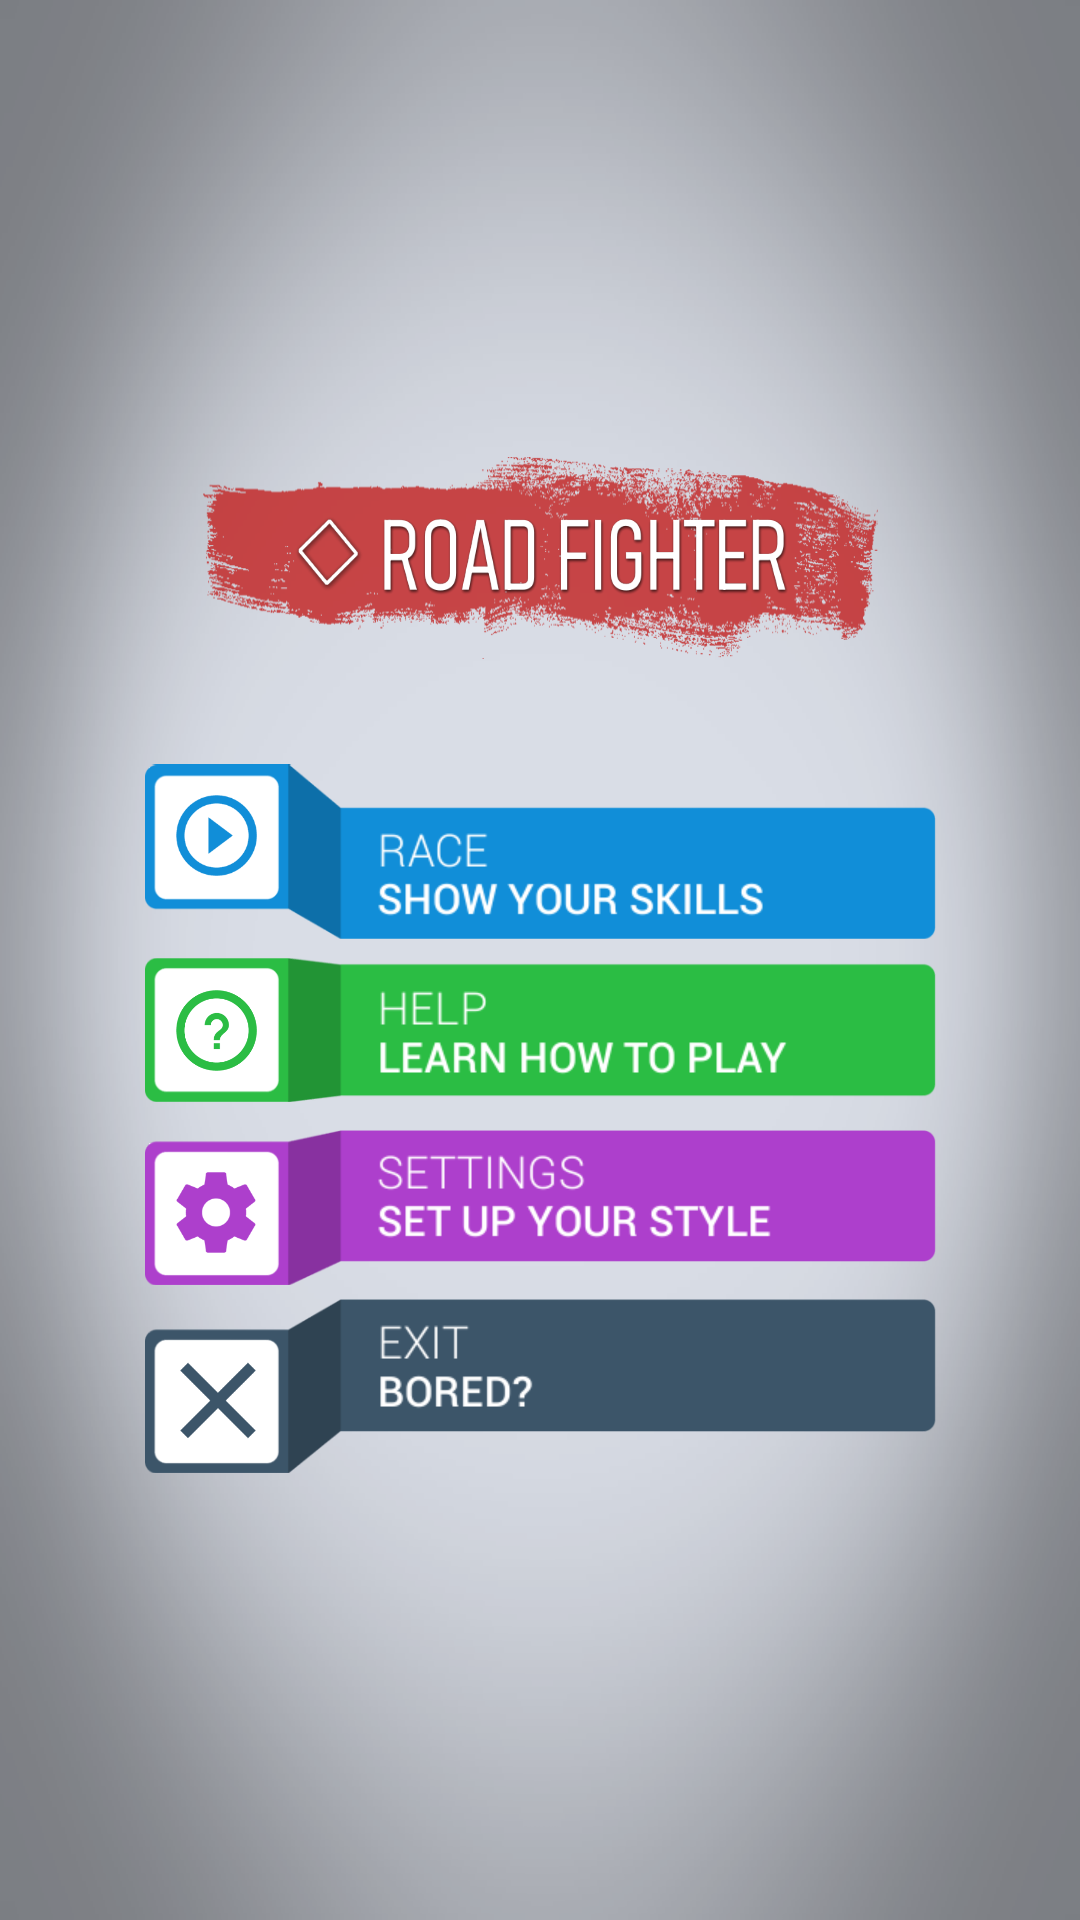 ROAD FIGHTER
RACE
SHOW YOUR SKILLS
HELP
LEARN HOW TO PLAY
SETTINGS
SET UP YOUR STYLE
EXIT
BORED?